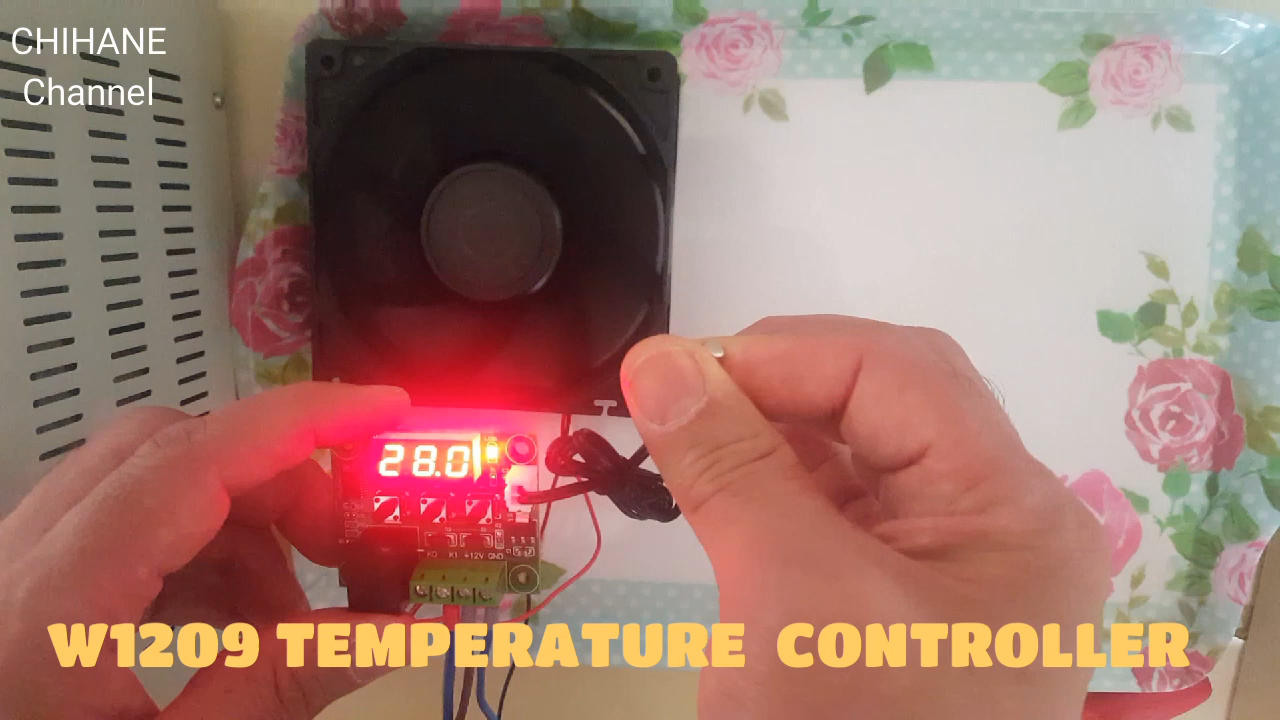 CHIHANE
Channel
28.0
K0 K1 +12V GND
W1209 TEMPERATURE CONTROLLER